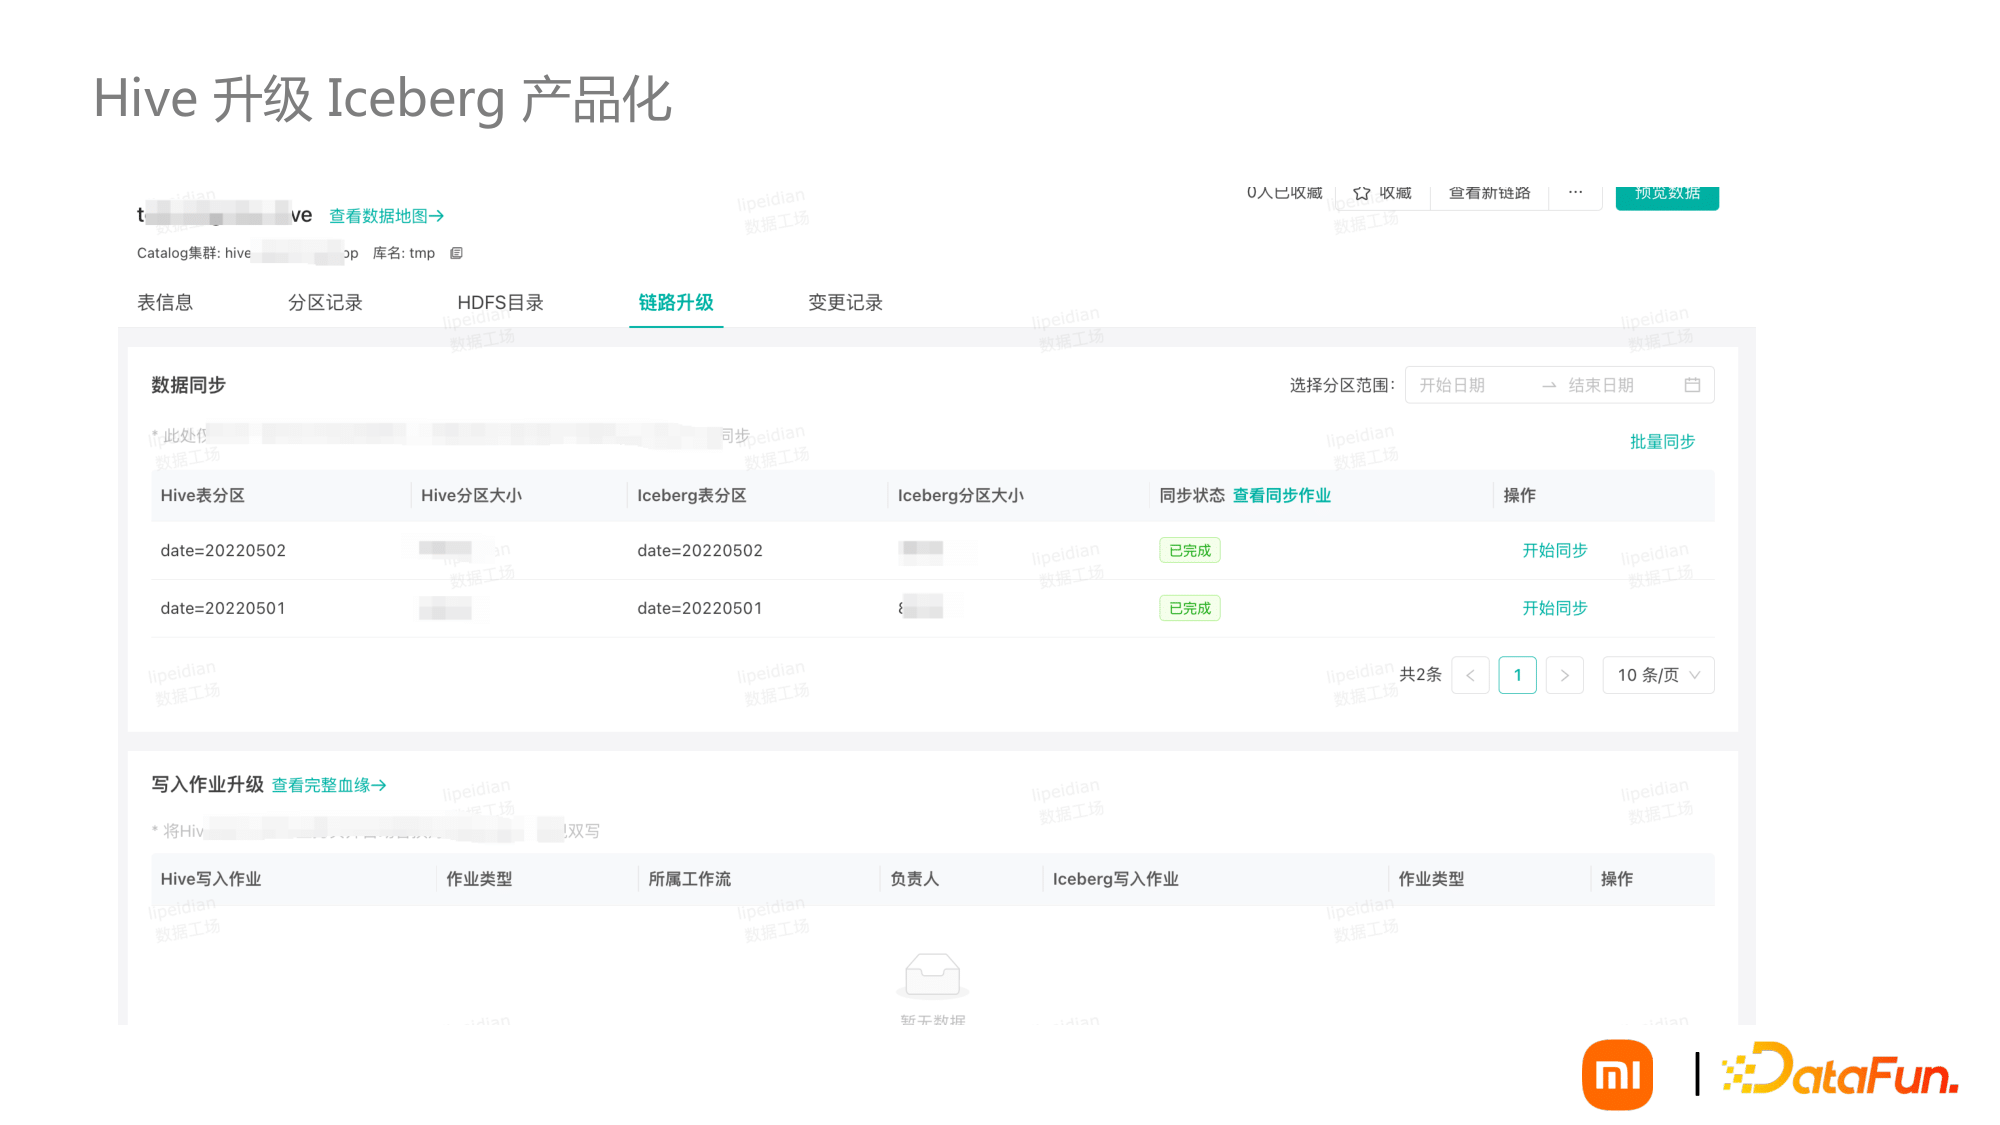 Hive 升级 Iceberg 产品化
0人已收藏 收藏 查看新链路 ··· 预览数据
查看数据地图→
Catalog集群: hive 库名: tmp
表信息 分区记录 HDFS目录 链路升级 变更记录
数据同步 选择分区范围: 开始日期 → 结束日期
* 此处仅 同步
批量同步
Hive表分区 Hive分区大小 Iceberg表分区 Iceberg分区大小 同步状态 查看同步作业 操作
date=20220502 date=20220502 已完成 开始同步
date=20220501 date=20220501 已完成 开始同步
共2条 < 1 > 10 条/页
写入作业升级 查看完整血缘→
* 将Hiv 双写
Hive写入作业 作业类型 所属工作流 负责人 Iceberg写入作业 作业类型 操作
暂无数据
lipeidian
数据工场
mi | DataFun.